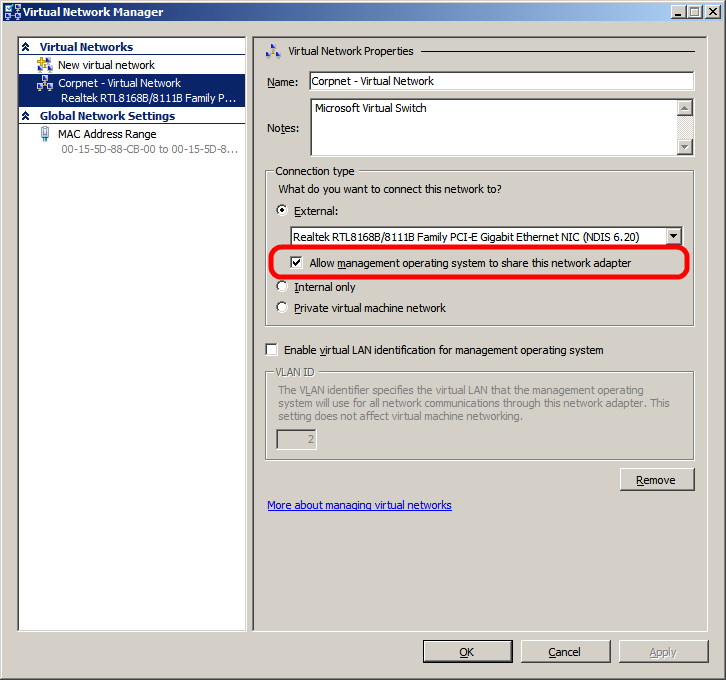 Virtual Network Manager
Virtual Networks
New virtual network
Corpnet - Virtual Network
Realtek RTL8168B/8111B Family P...
Global Network Settings
MAC Address Range
00-15-5D-88-CB-00 to 00-15-5D-8...
Virtual Network Properties
Name:
Corpnet - Virtual Network
Notes:
Microsoft Virtual Switch
Connection type
What do you want to connect this network to?
External:
Realtek RTL8168B/8111B Family PCI-E Gigabit Ethernet NIC (NDIS 6.20)
Allow management operating system to share this network adapter
Internal only
Private virtual machine network
Enable virtual LAN identification for management operating system
VLAN ID
The VLAN identifier specifies the virtual LAN that the management operating
system will use for all network communications through this network adapter. This
setting does not affect virtual machine networking.
2
Remove
More about managing virtual networks
OK
Cancel
Apply